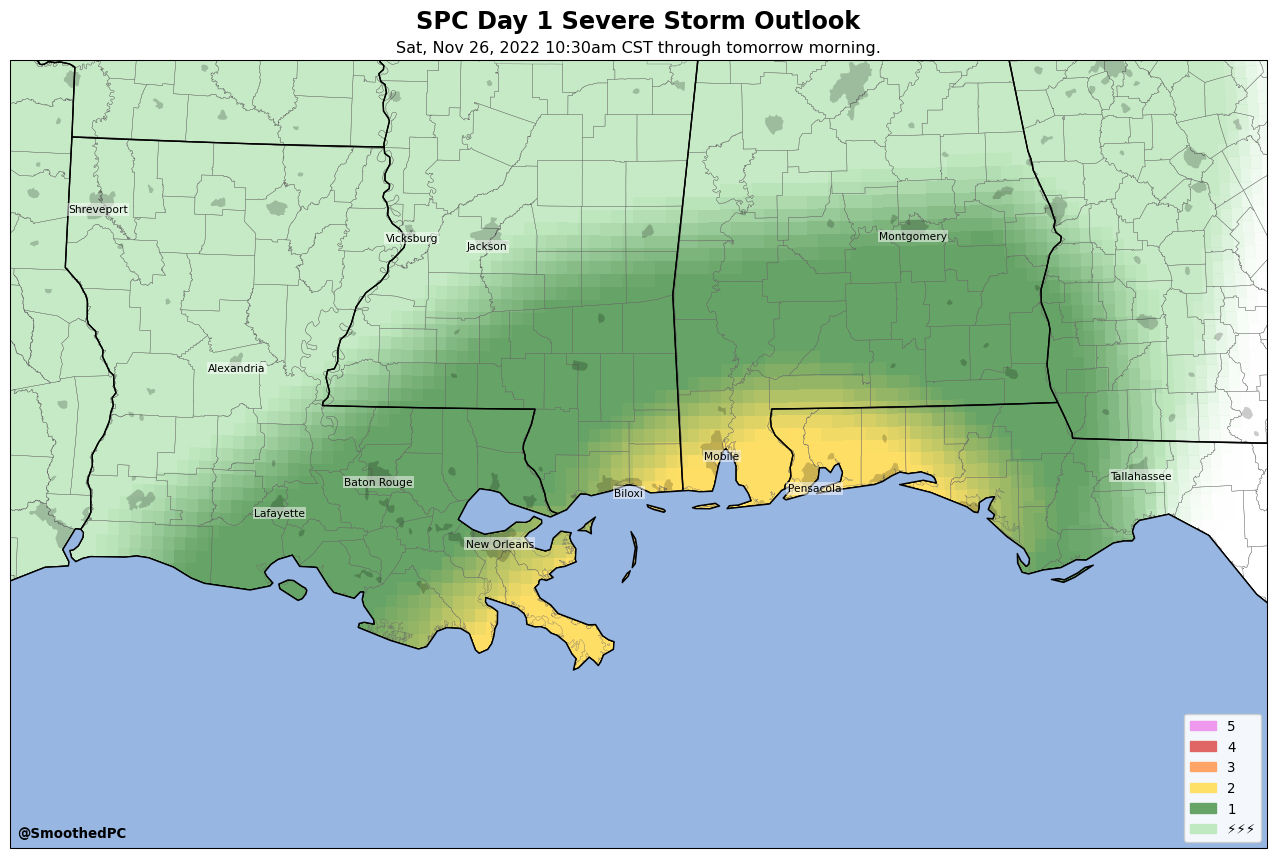 SPC Day 1 Severe Storm Outlook
Sat, Nov 26, 2022 10:30am CST through tomorrow morning.
Shreveport
Vicksburg
Jackson
Montgomery
Alexandria
Mobile
Baton Rouge
Tallahassee
Pensacola
Biloxi
Lafayette
New Orleans
5
4
3
2
1
⚡⚡⚡
@SmoothedPC